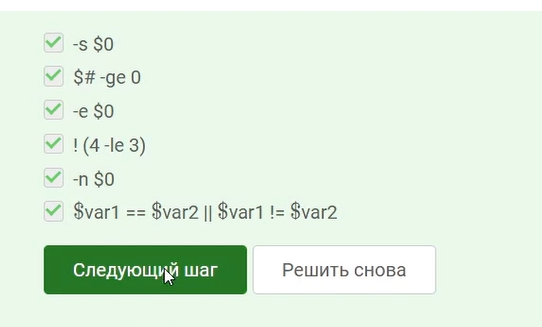 -s $0
$# -ge 0
-e $0
! (4 -le 3)
-n $0
$var1 == $var2 || $var1 != $var2
Следующий шаг
Решить снова